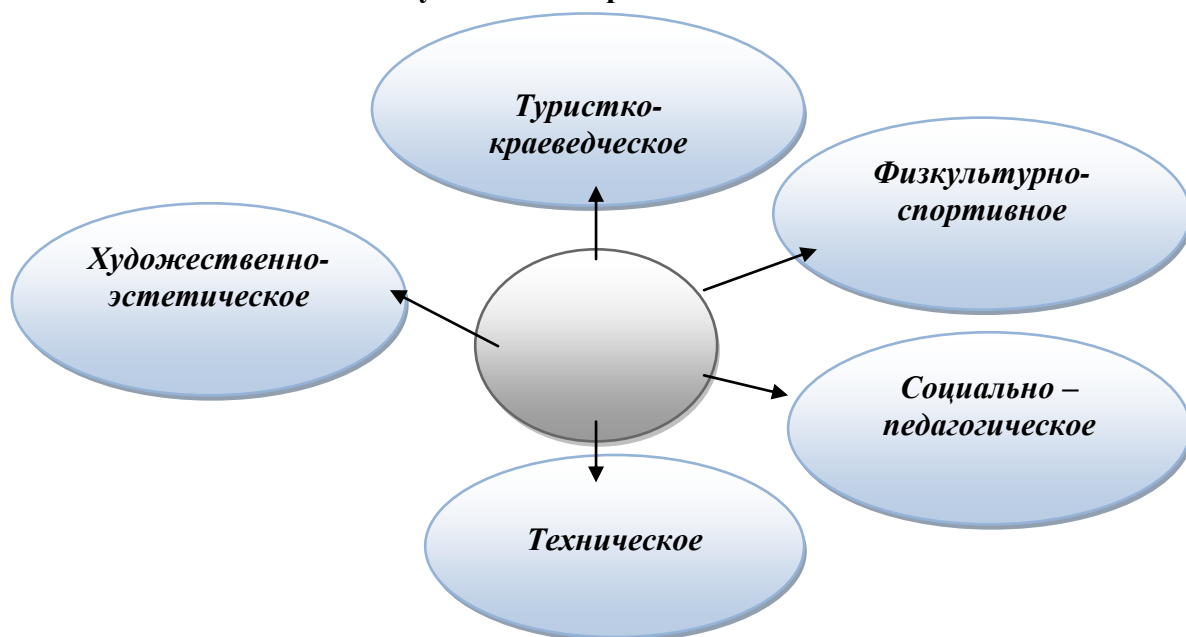 Туристко-
краеведческое
Физкультурно-
спортивное
Художественно-
эстетическое
Социально –
педагогическое
Техническое